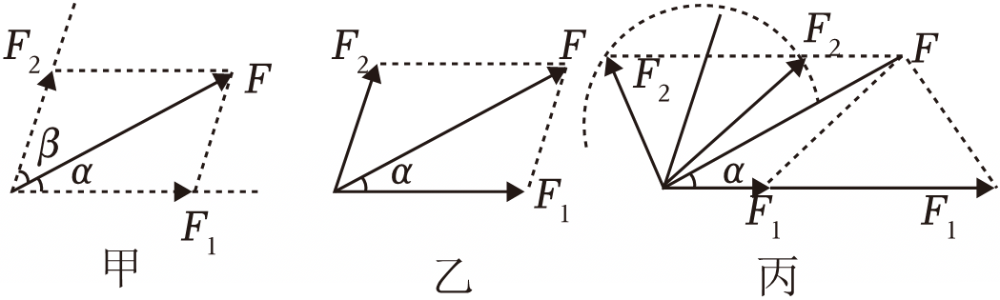 F₂ F β α F₁
甲
F₂ F α F₁
乙
F₂ F₂ F α F₁ F₁
丙